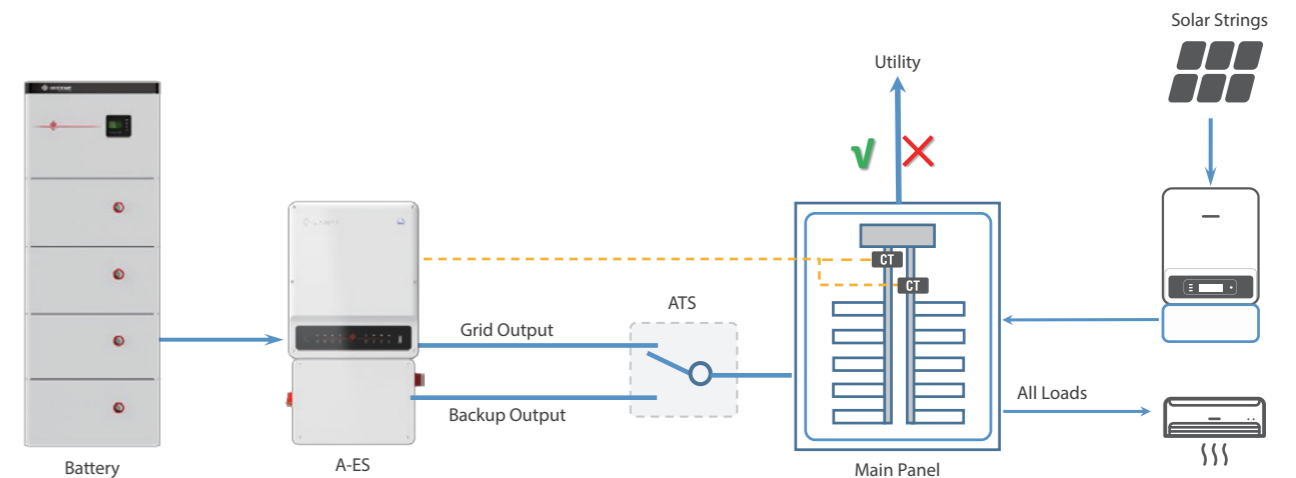 Solar Strings
Utility
√
CT
CT
ATS
Grid Output
Backup Output
All Loads
Battery
A-ES
Main Panel